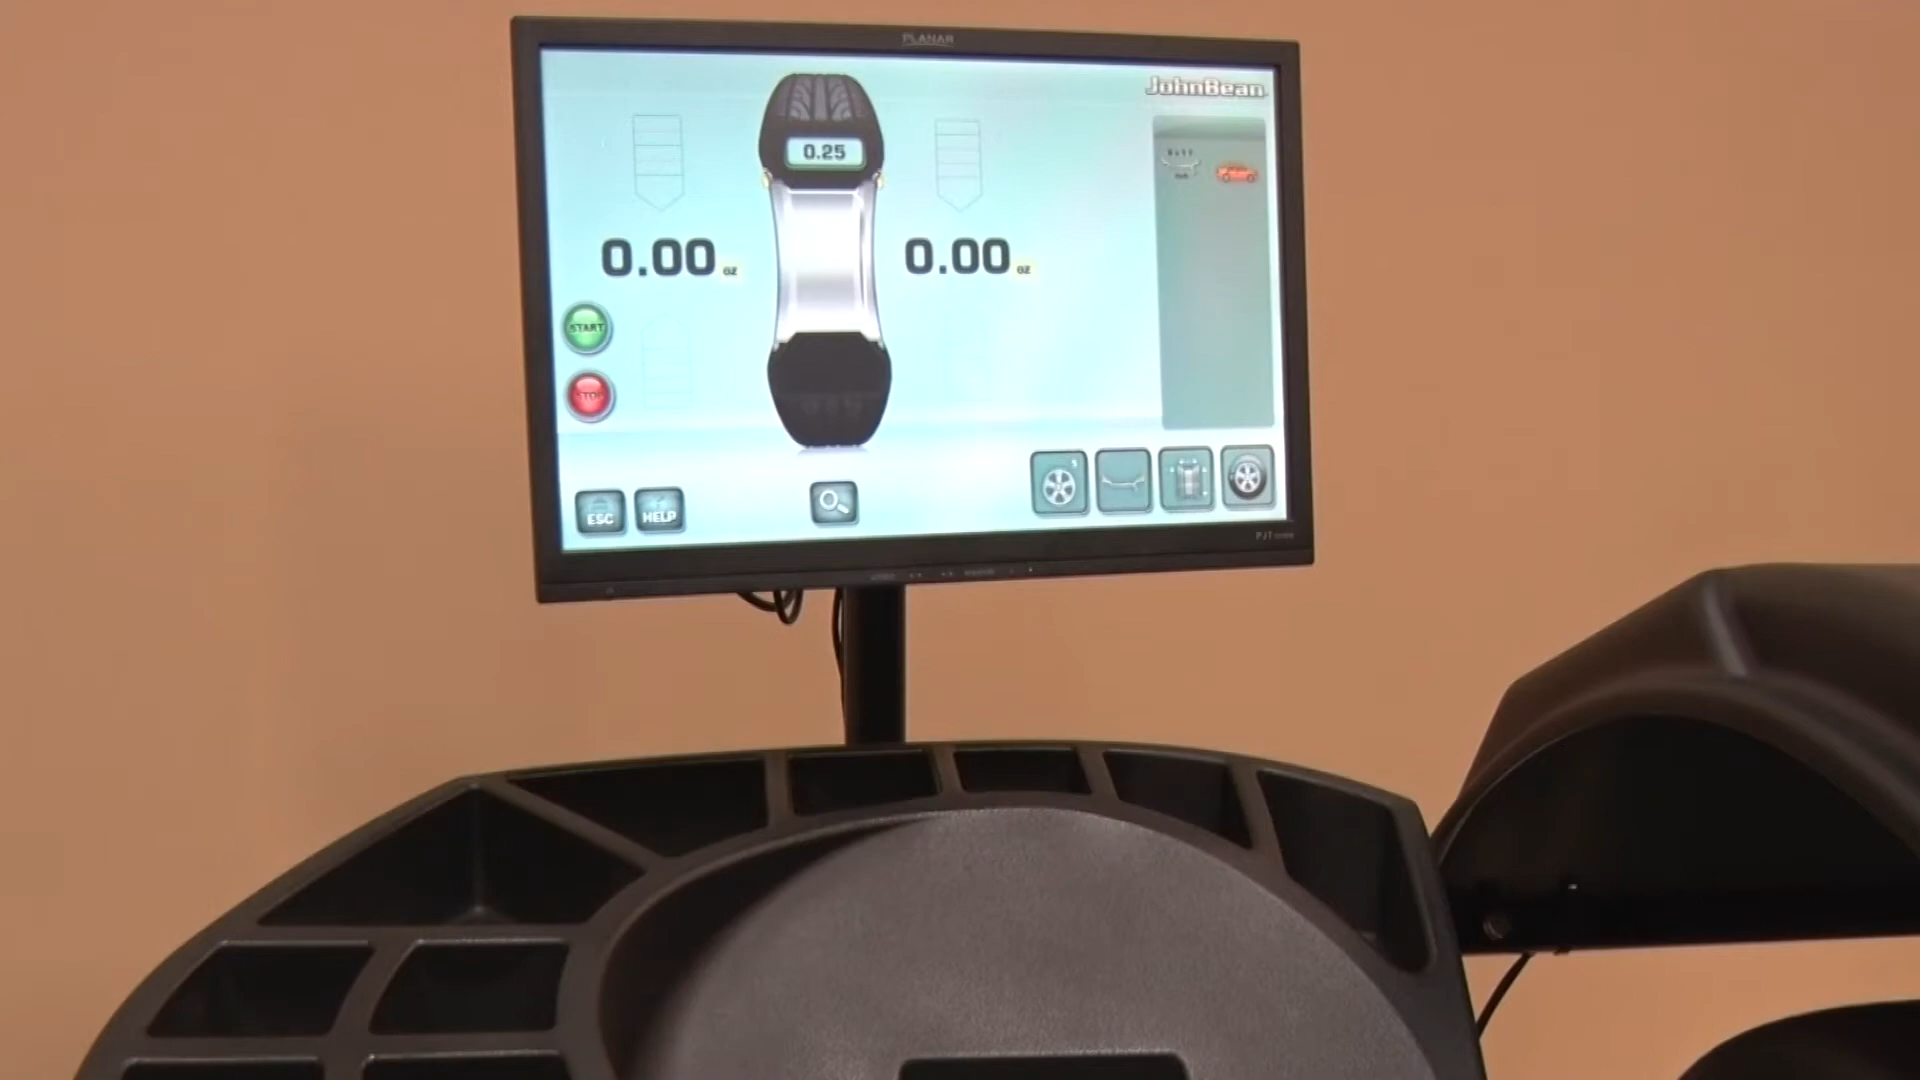 PLANAR
JohnBean
0.25
0.00 oz
0.00 oz
START
STOP
ESC
HELP